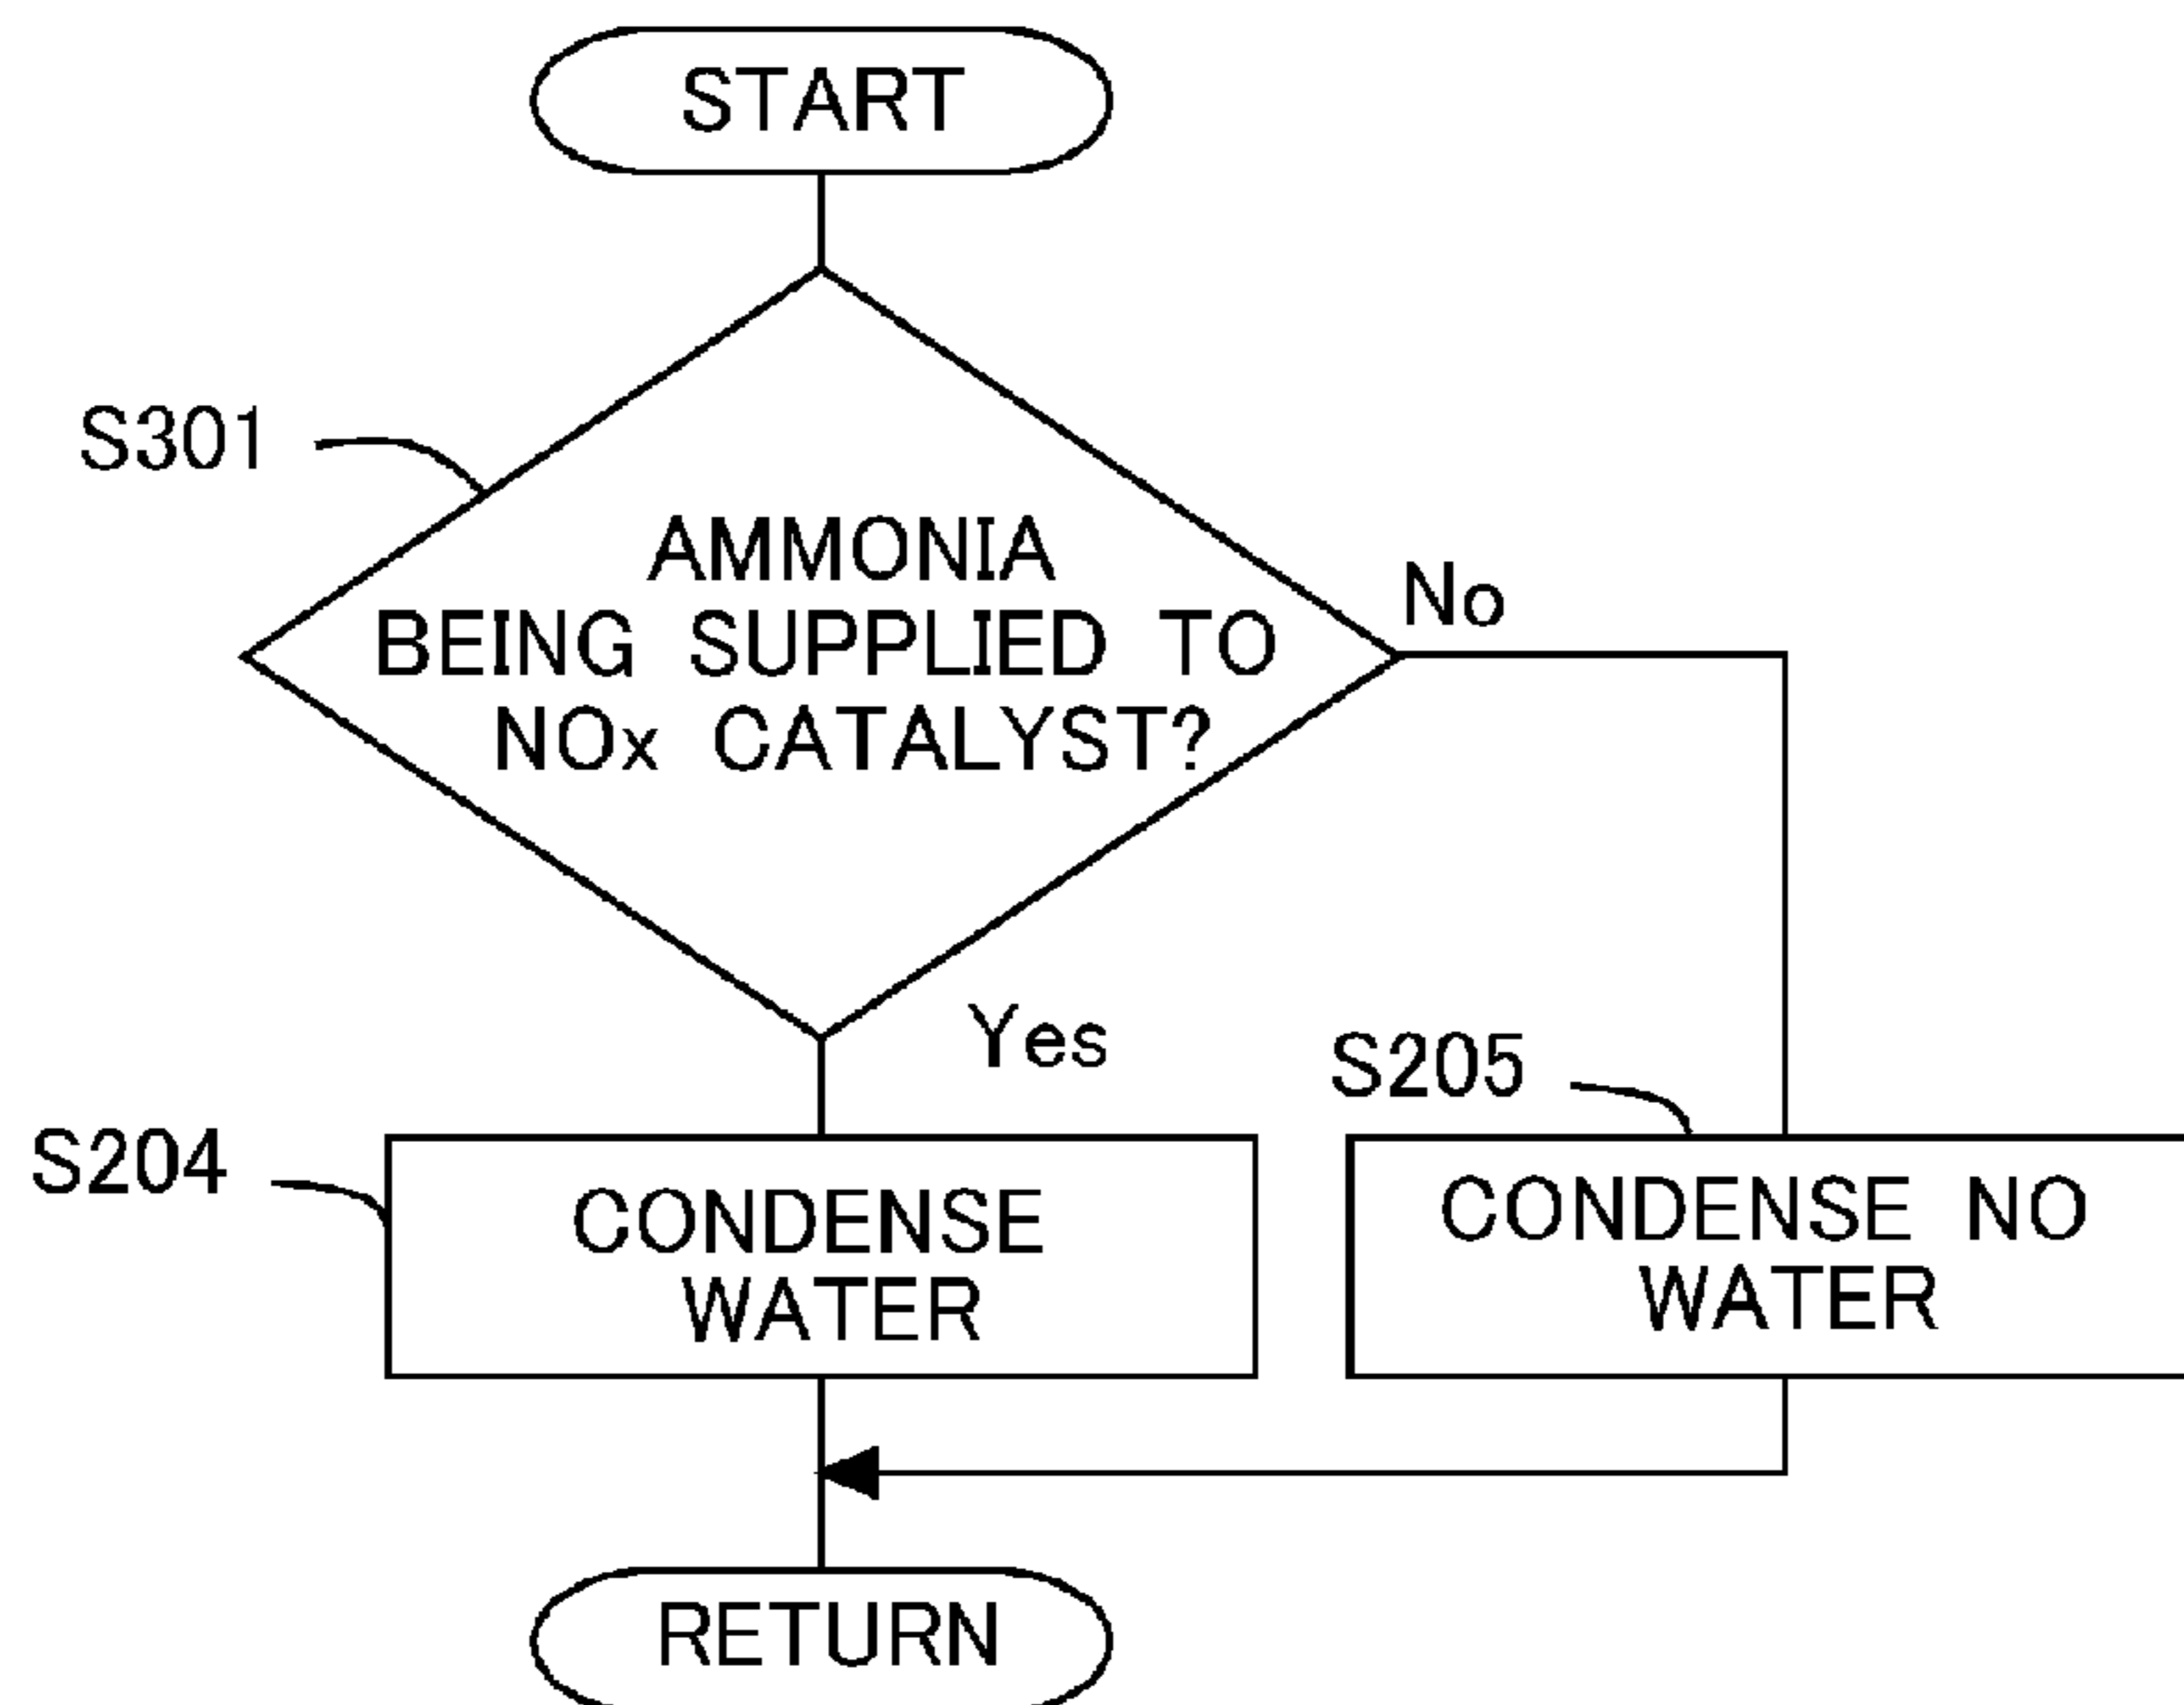 START
S301
AMMONIA
BEING SUPPLIED TO
NOx CATALYST?
No
Yes
S205
S204
CONDENSE
WATER
CONDENSE NO
WATER
RETURN